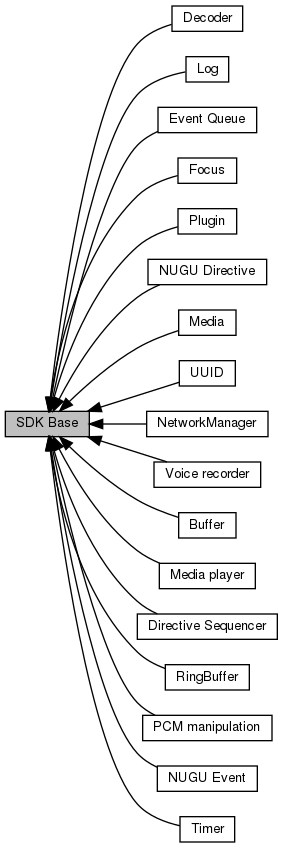 Decoder
Log
Event Queue
Focus
Plugin
NUGU Directive
Media
UUID
SDK Base
NetworkManager
Voice recorder
Buffer
Media player
Directive Sequencer
RingBuffer
PCM manipulation
NUGU Event
Timer